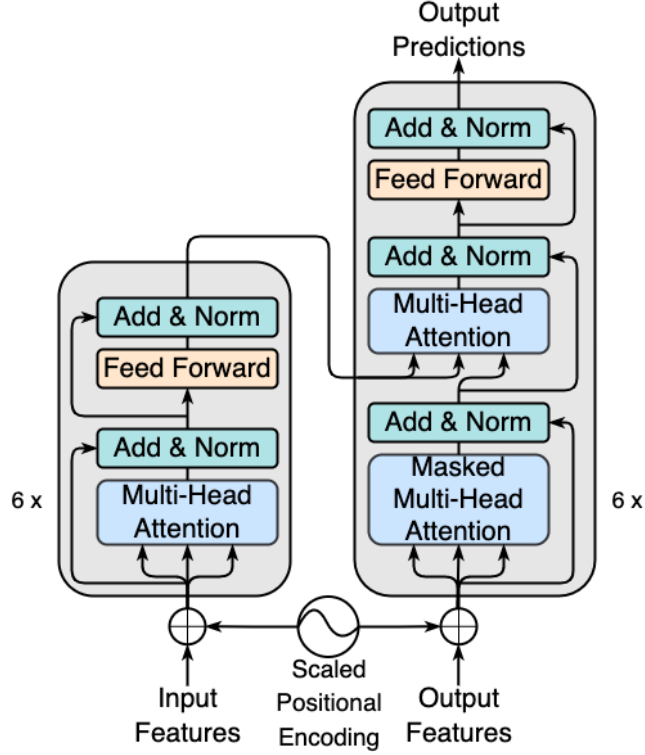 Output
Predictions
Add & Norm
Feed Forward
Add & Norm
Multi-Head
Attention
Add & Norm
Masked
Multi-Head
Attention
6 x
Add & Norm
Feed Forward
Add & Norm
Multi-Head
Attention
6 x
Scaled
Positional
Encoding
Input
Features
Output
Features